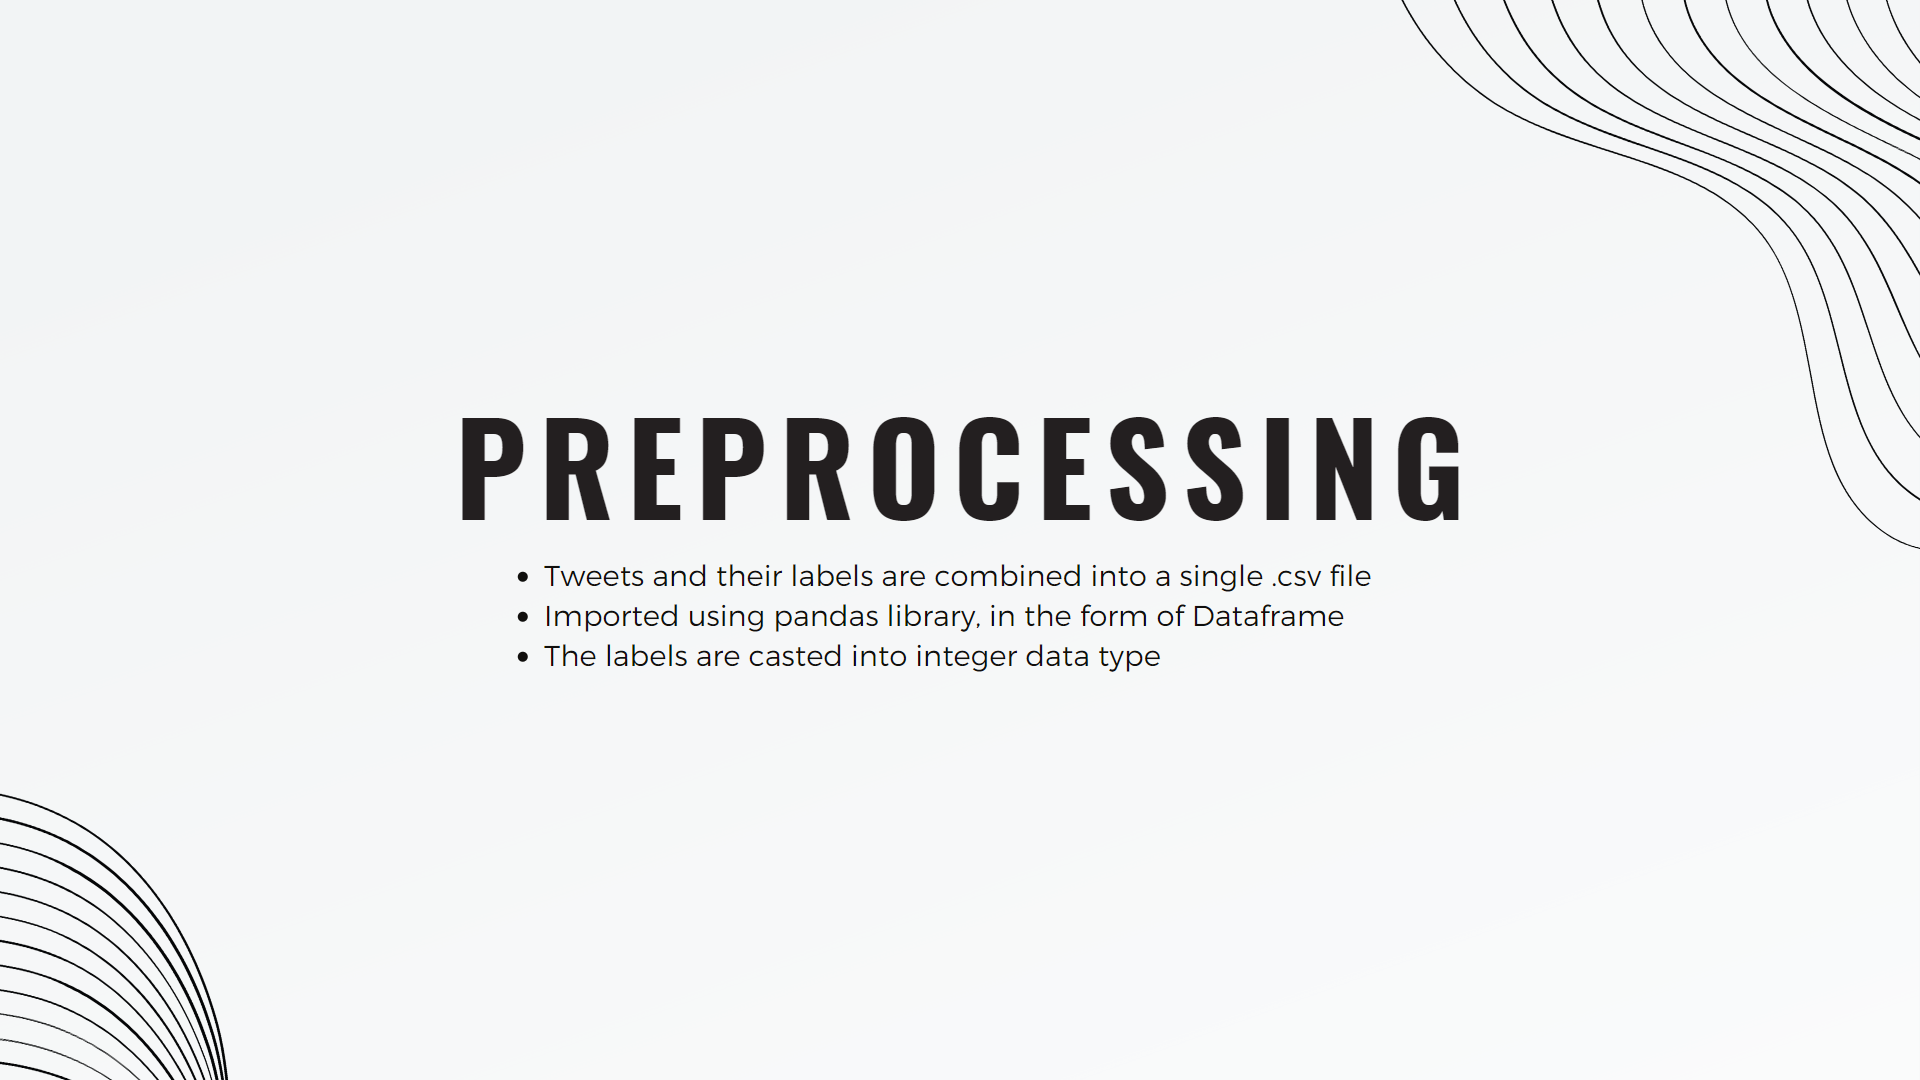 PREPROCESSING
• Tweets and their labels are combined into a single .csv file
• Imported using pandas library, in the form of Dataframe
• The labels are casted into integer data type